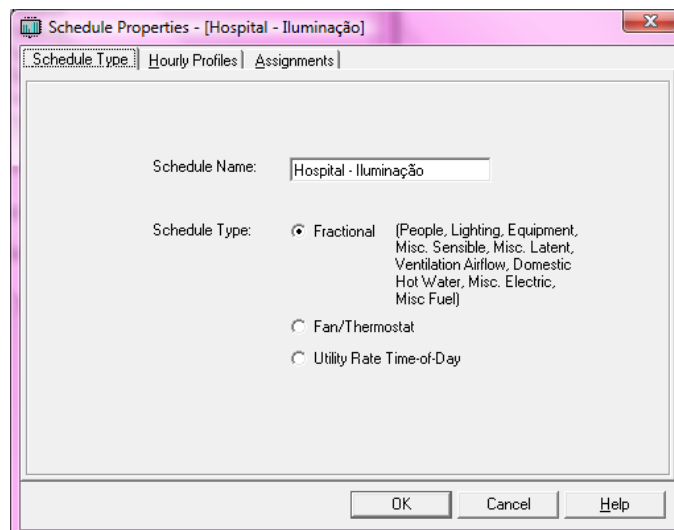 Schedule Properties - [Hospital - Iluminação]
Schedule Type Hourly Profiles Assignments
Schedule Name: Hospital - Iluminação
Schedule Type: Fractional (People, Lighting, Equipment,
Misc. Sensible, Misc. Latent,
Ventilation Airflow, Domestic
Hot Water, Misc. Electric,
Misc Fuel)
Fan/Thermostat
Utility Rate Time-of-Day
OK Cancel Help